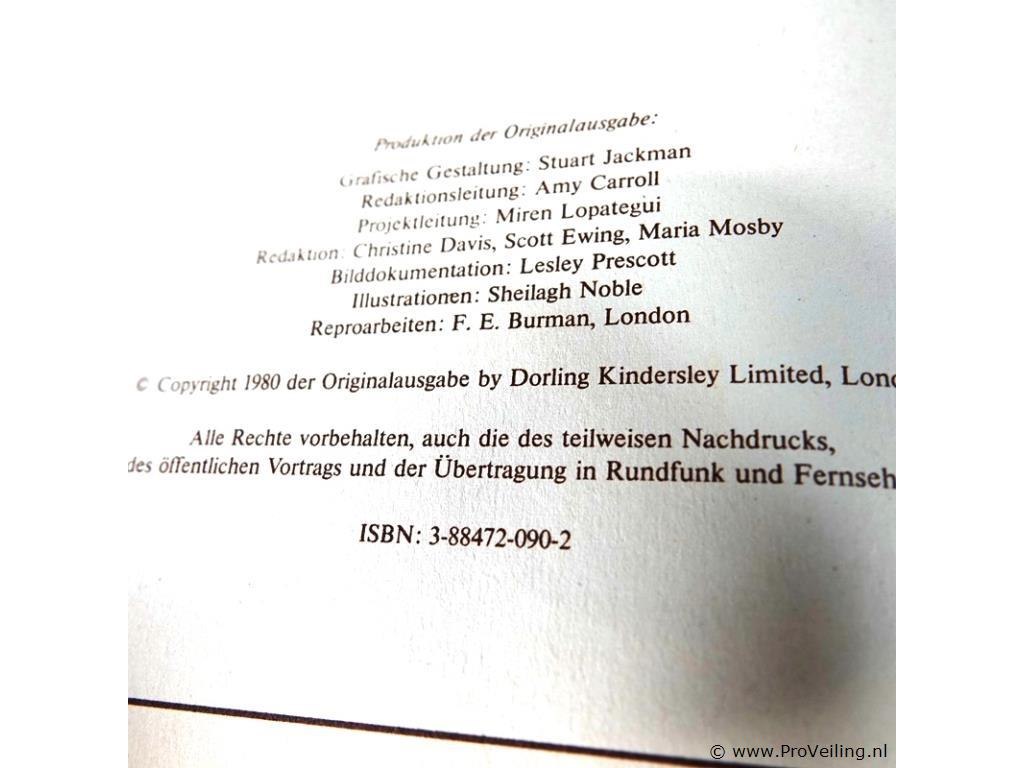 Produktion der Originalausgabe:
Grafische Gestaltung: Stuart Jackman
Redaktionsleitung: Amy Carroll
Projektleitung: Miren Lopategui
Redaktion: Christine Davis, Scott Ewing, Maria Mosby
Bilddokumentation: Lesley Prescott
Illustrationen: Sheilagh Noble
Reproarbeiten: F. E. Burman, London
© Copyright 1980 der Originalausgabe by Dorling Kindersley Limited, Lond
Alle Rechte vorbehalten, auch die des teilweisen Nachdrucks,
des öffentlichen Vortrags und der Übertragung in Rundfunk und Fernseh
ISBN: 3-88472-090-2
© www.ProVeiling.nl